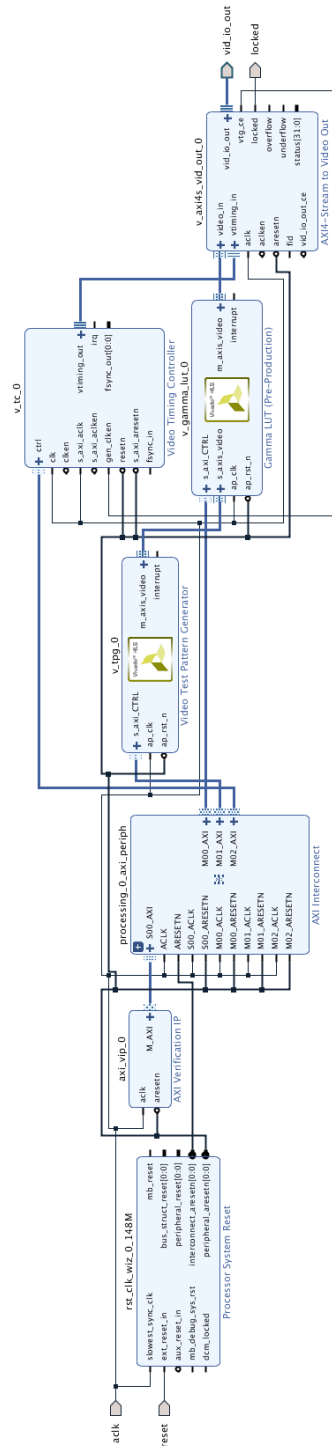 aclk
reset
rst_clk_wiz_0_148M
slowest_sync_clk
ext_reset_in
aux_reset_in
mb_debug_sys_rst
dcm_locked
mb_reset
bus_struct_reset[0:0]
peripheral_reset[0:0]
interconnect_aresetn[0:0]
peripheral_aresetn[0:0]
Processor System Reset
axi_vip_0
aclk
aresetn
M_AXI
AXI Verification IP
processing_0_axi_periph
S00_AXI
ACLK
ARESETN
S00_ACLK
S00_ARESETN
M00_ACLK
M00_ARESETN
M01_ACLK
M01_ARESETN
M02_ACLK
M02_ARESETN
M00_AXI
M01_AXI
M02_AXI
AXI Interconnect
v_tpg_0
s_axi_CTRL
ap_clk
ap_rst_n
Vivado™ HLS
m_axis_video
interrupt
Video Test Pattern Generator
v_tc_0
ctrl
clk
clken
s_axi_aclk
s_axi_aclken
gen_clken
resetn
s_axi_aresetn
fsync_in
vtiming_out
irq
fsync_out[0:0]
Video Timing Controller
v_gamma_lut_0
s_axi_CTRL
s_axis_video
ap_clk
ap_rst_n
Vivado™ HLS
m_axis_video
interrupt
Gamma LUT (Pre-Production)
v_axi4s_vid_out_0
video_in
vtiming_in
aclk
aclken
aresetn
fid
vid_io_out_ce
vid_io_out
vtg_ce
locked
overflow
underflow
status[31:0]
AXI4-Stream to Video Out
vid_io_out
locked